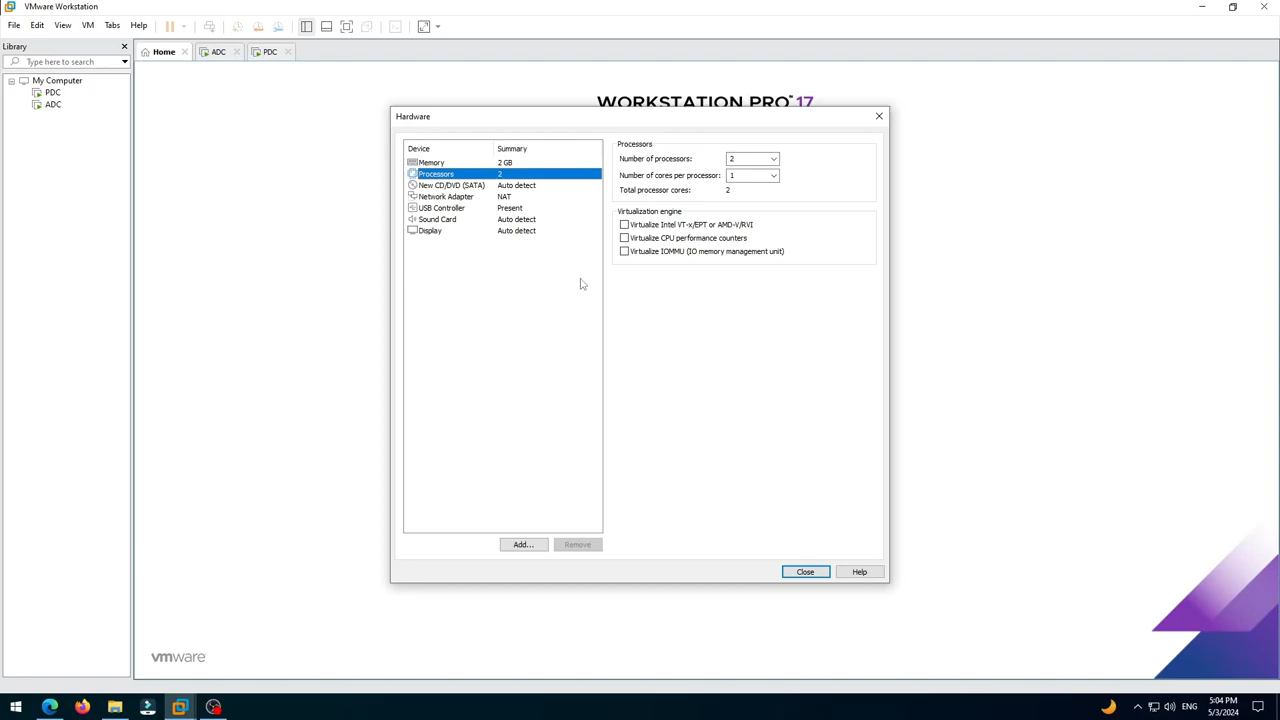 VMware Workstation
File Edit View VM Tabs Help
Library
Type here to search
Home ADC PDC
My Computer
PDC
ADC
WORKSTATION PRO™ 17
Hardware
Device Summary
Memory 2 GB
Processors 2
New CD/DVD (SATA) Auto detect
Network Adapter NAT
USB Controller Present
Sound Card Auto detect
Display Auto detect
Add... Remove
Processors
Number of processors: 2
Number of cores per processor: 1
Total processor cores: 2
Virtualization engine
Virtualize Intel VT-x/EPT or AMD-V/RVI
Virtualize CPU performance counters
Virtualize IOMMU (IO memory management unit)
Close Help
vmware
ENG
5:04 PM
5/3/2024